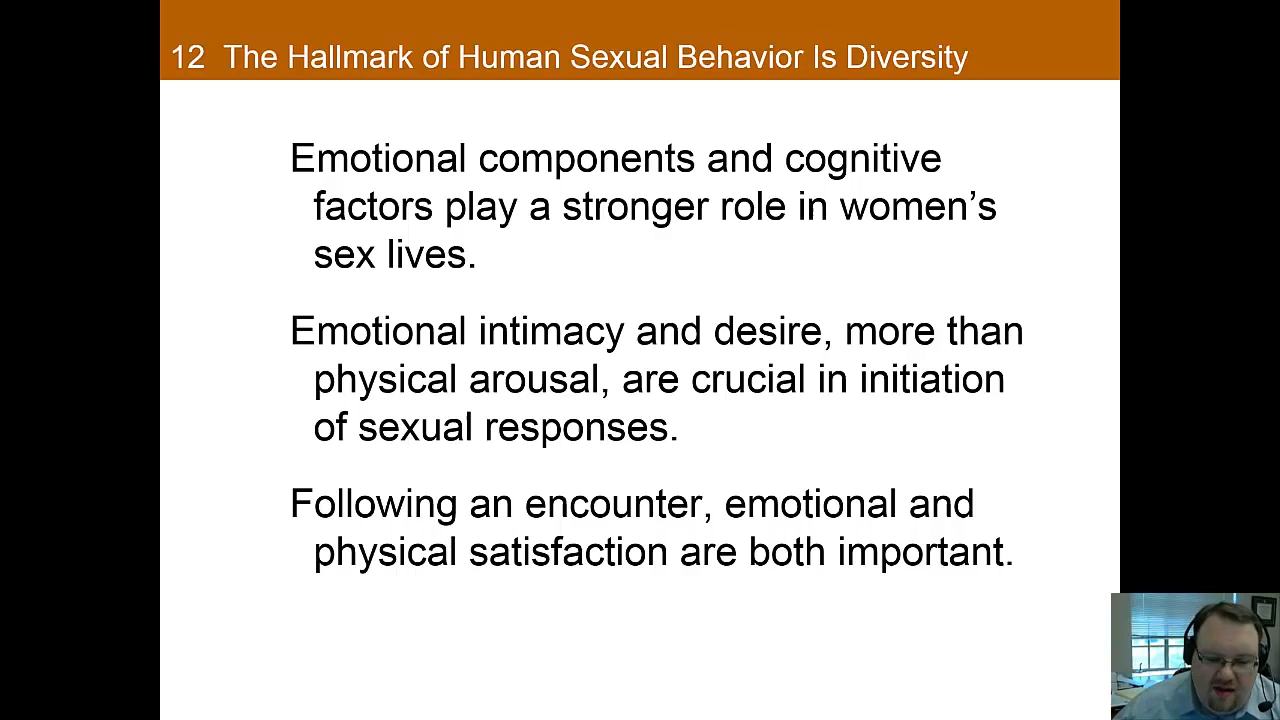 12 The Hallmark of Human Sexual Behavior Is Diversity
Emotional components and cognitive
factors play a stronger role in women’s
sex lives.
Emotional intimacy and desire, more than
physical arousal, are crucial in initiation
of sexual responses.
Following an encounter, emotional and
physical satisfaction are both important.